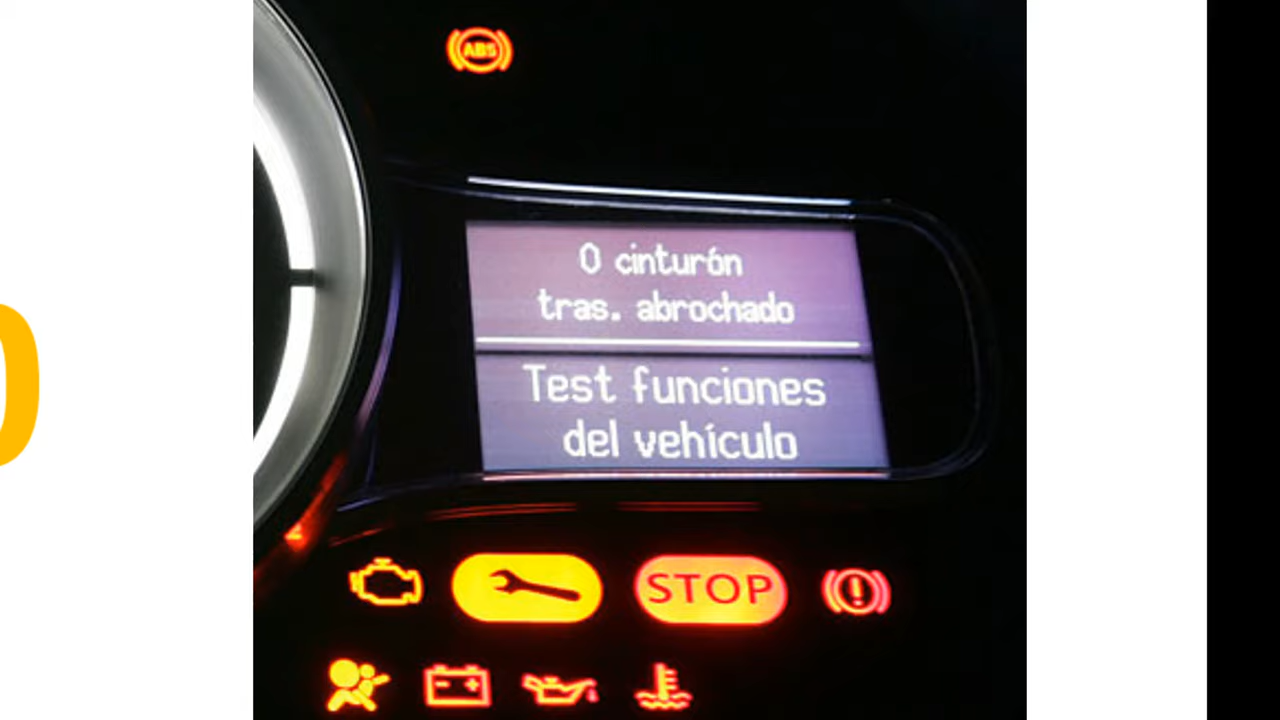 ABS
0 cinturón
tras. abrochado
Test funciones
del vehículo
STOP